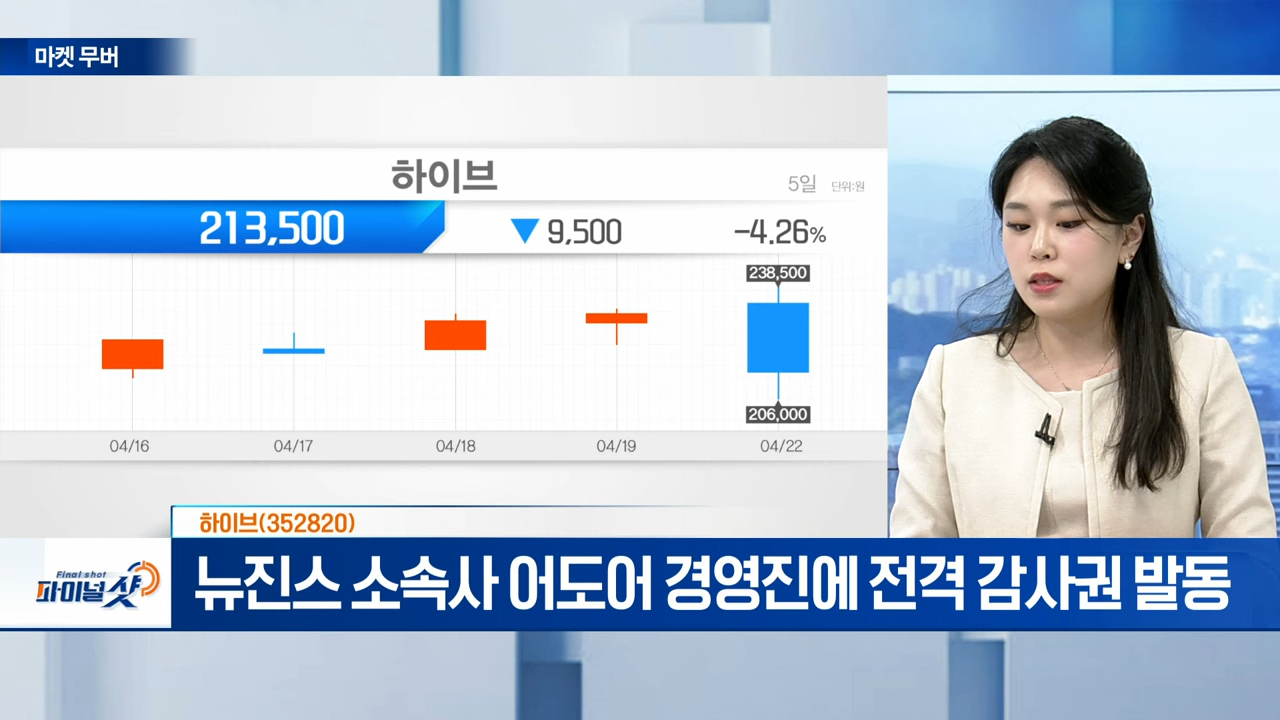 마켓 무버
하이브
5일 단위:원
213,500 ▼ 9,500 -4.26%
238,500
206,000
04/16 04/17 04/18 04/19 04/22
하이브(352820)
Final shot
파이널샷
뉴진스 소속사 어도어 경영진에 전격 감사권 발동